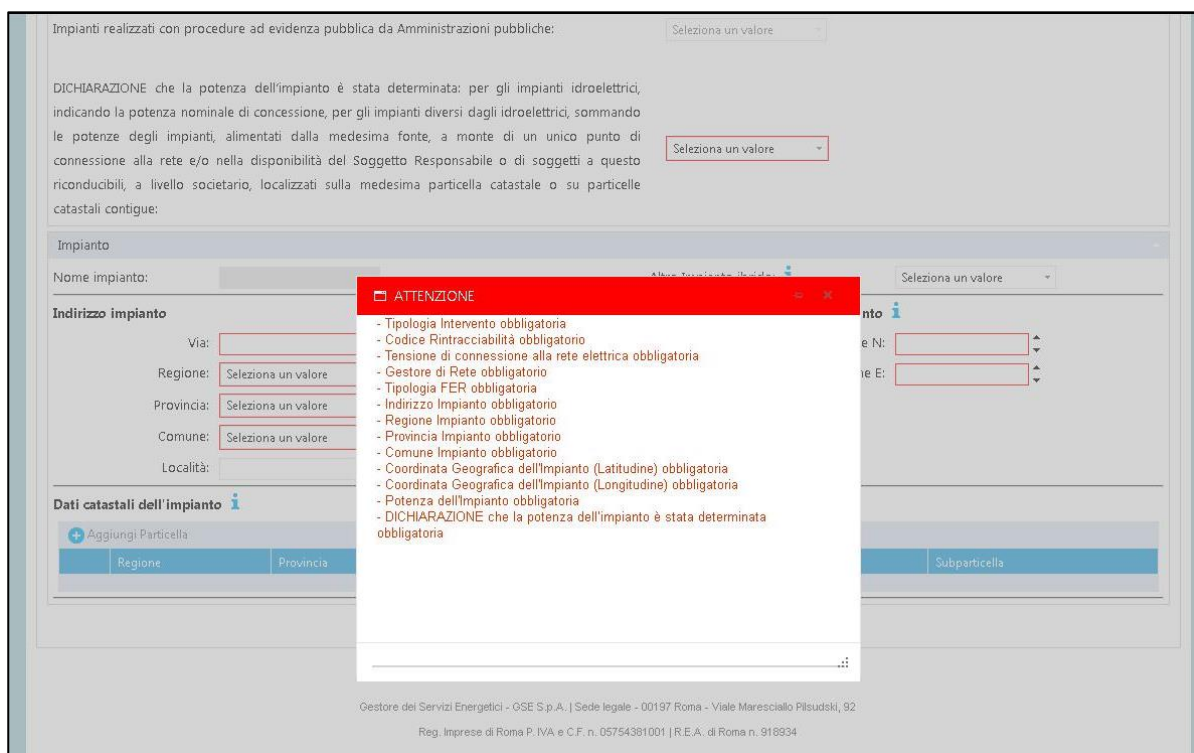 Impianti realizzati con procedure ad evidenza pubblica da Amministrazioni pubbliche:
Seleziona un valore
DICHIARAZIONE che la potenza dell'impianto è stata determinata: per gli impianti idroelettrici,
indicando la potenza nominale di concessione, per gli impianti diversi dagli idroelettrici, sommando
le potenze degli impianti, alimentati dalla medesima fonte, a monte di un unico punto di
connessione alla rete e/o nella disponibilità del Soggetto Responsabile o di soggetti a questo
riconducibili, a livello societario, localizzati sulla medesima particella catastale o su particelle
catastali contigue:
Seleziona un valore
Impianto
Nome impianto:
Seleziona un valore
Indirizzo impianto
Via:
Regione: Seleziona un valore
Provincia: Seleziona un valore
Comune: Seleziona un valore
Località:
nto
e N:
ne E:
ATTENZIONE
- Tipologia Intervento obbligatoria
- Codice Rintracciabilità obbligatorio
- Tensione di connessione alla rete elettrica obbligatoria
- Gestore di Rete obbligatorio
- Tipologia FER obbligatoria
- Indirizzo Impianto obbligatorio
- Regione Impianto obbligatorio
- Provincia Impianto obbligatorio
- Comune Impianto obbligatorio
- Coordinata Geografica dell'Impianto (Latitudine) obbligatoria
- Coordinata Geografica dell'Impianto (Longitudine) obbligatoria
- Potenza dell'Impianto obbligatoria
- DICHIARAZIONE che la potenza dell'impianto è stata determinata
obbligatoria
Dati catastali dell'impianto
Aggiungi Particella
Regione Provincia Subparticella
Gestore dei Servizi Energetici - GSE S.p.A. | Sede legale - 00197 Roma - Viale Maresciallo Pilsudski, 92
Reg. Imprese di Roma P. IVA e C.F. n. 05754381001 | R.E.A. di Roma n. 918934